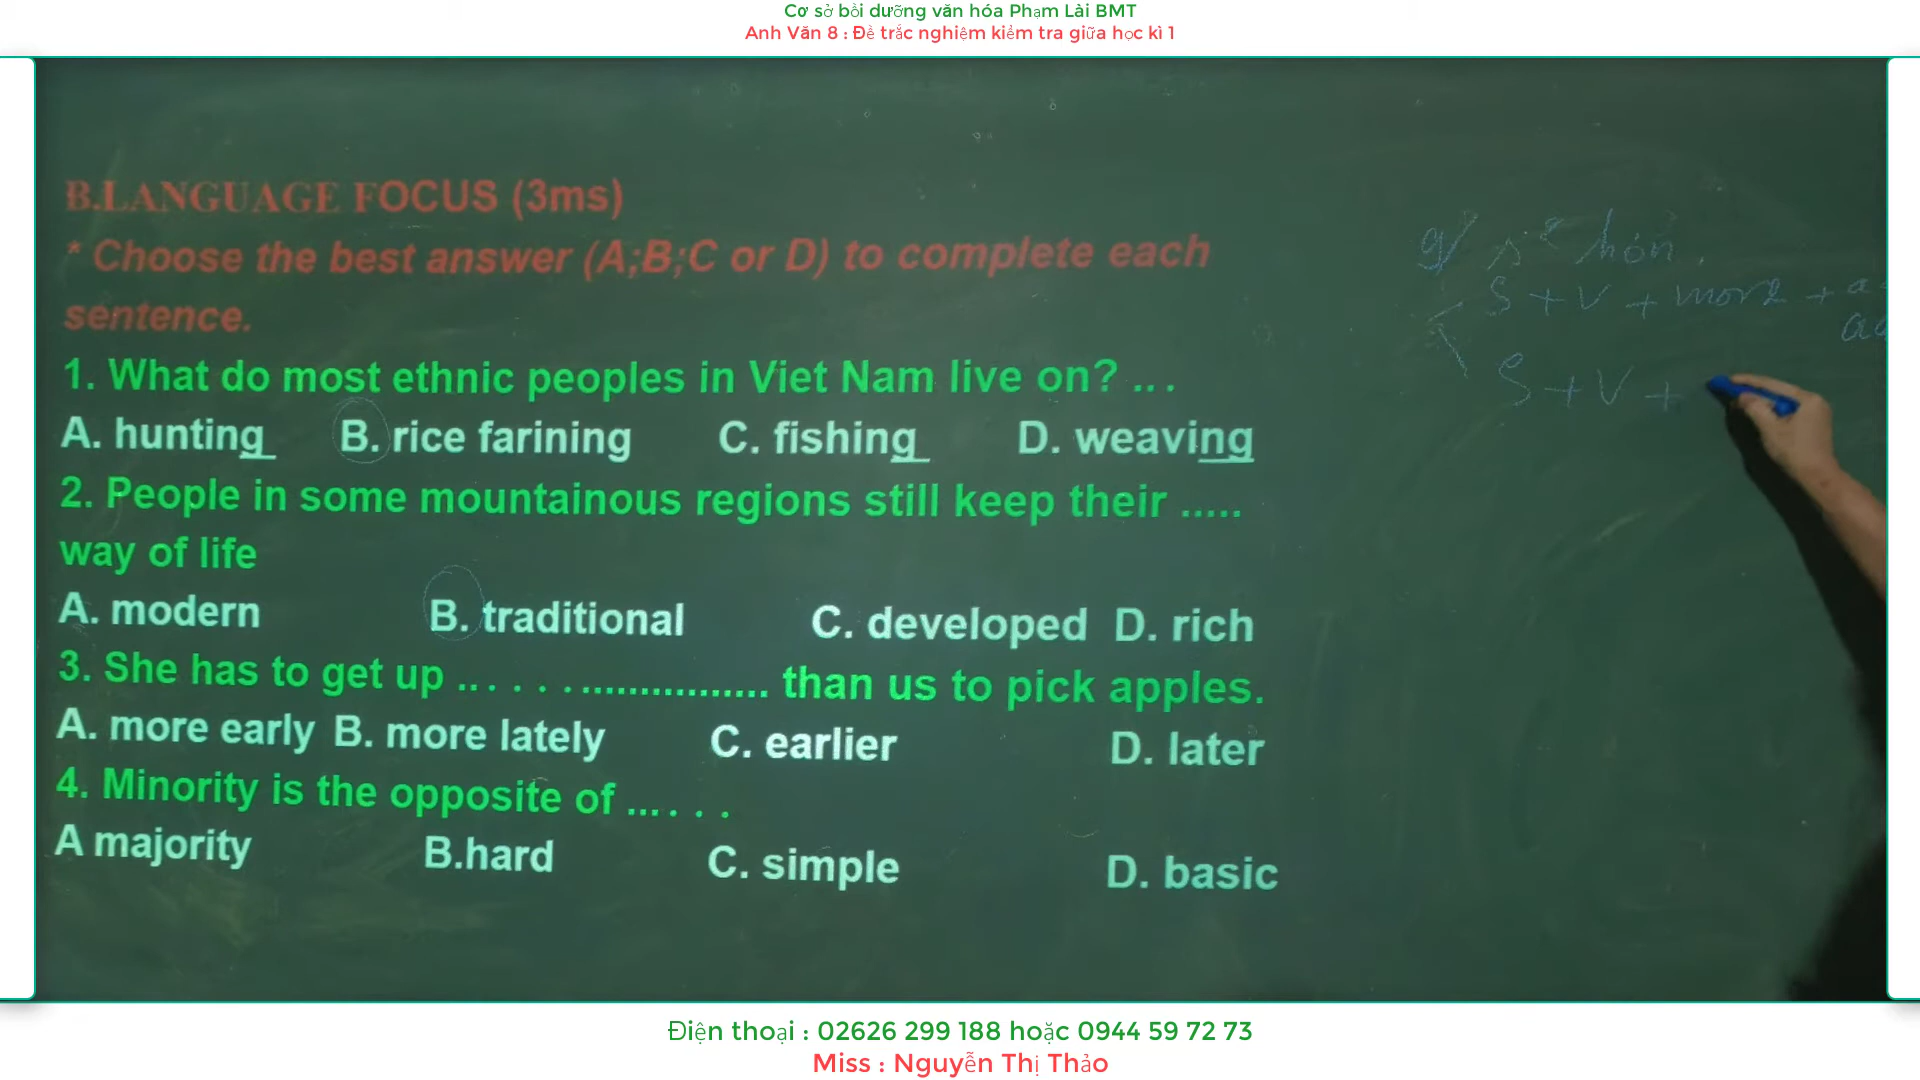 Cơ sở bồi dưỡng văn hóa Phạm Lài BMT
Anh Văn 8 : Đề trắc nghiệm kiểm tra giữa học kì 1
B.LANGUAGE FOCUS (3ms)
* Choose the best answer (A;B;C or D) to complete each
sentence.
1. What do most ethnic peoples in Viet Nam live on? .. .
A. hunting B. rice farining C. fishing D. weaving
2. People in some mountainous regions still keep their .....
way of life
A. modern B. traditional C. developed D. rich
3. She has to get up .. . . . . ................ than us to pick apples.
A. more early B. more lately C. earlier D. later
4. Minority is the opposite of ... . . .
A majority B.hard C. simple D. basic
s² hơn.
S + V + more + a
S + V +
Điện thoại : 02626 299 188 hoặc 0944 59 72 73
Miss : Nguyễn Thị Thảo